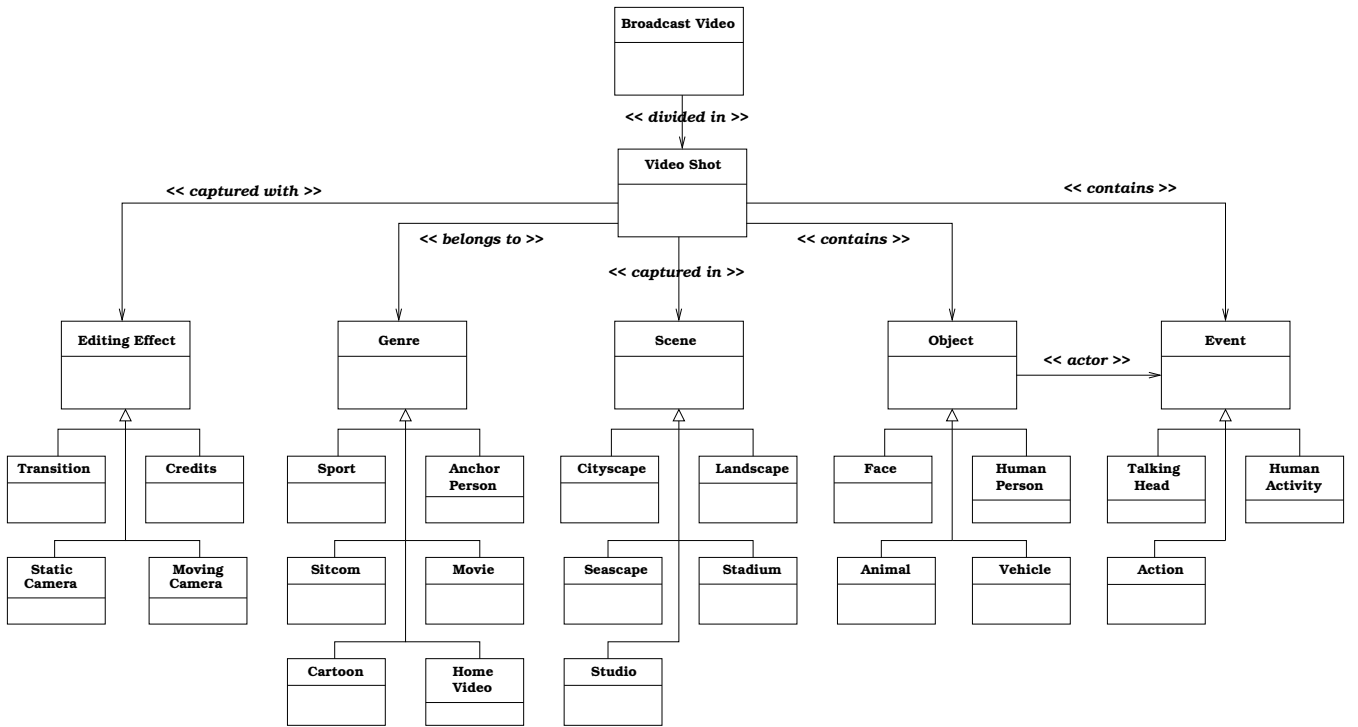 Broadcast Video
<< divided in >>
Video Shot
<< captured with >>
<< contains >>
<< belongs to >>
<< contains >>
<< captured in >>
Editing Effect
Genre
Scene
Object
Event
<< actor >>
Transition
Credits
Sport
Anchor
Person
Cityscape
Landscape
Face
Human
Person
Talking
Head
Human
Activity
Static
Camera
Moving
Camera
Sitcom
Movie
Seascape
Stadium
Animal
Vehicle
Action
Cartoon
Home
Video
Studio